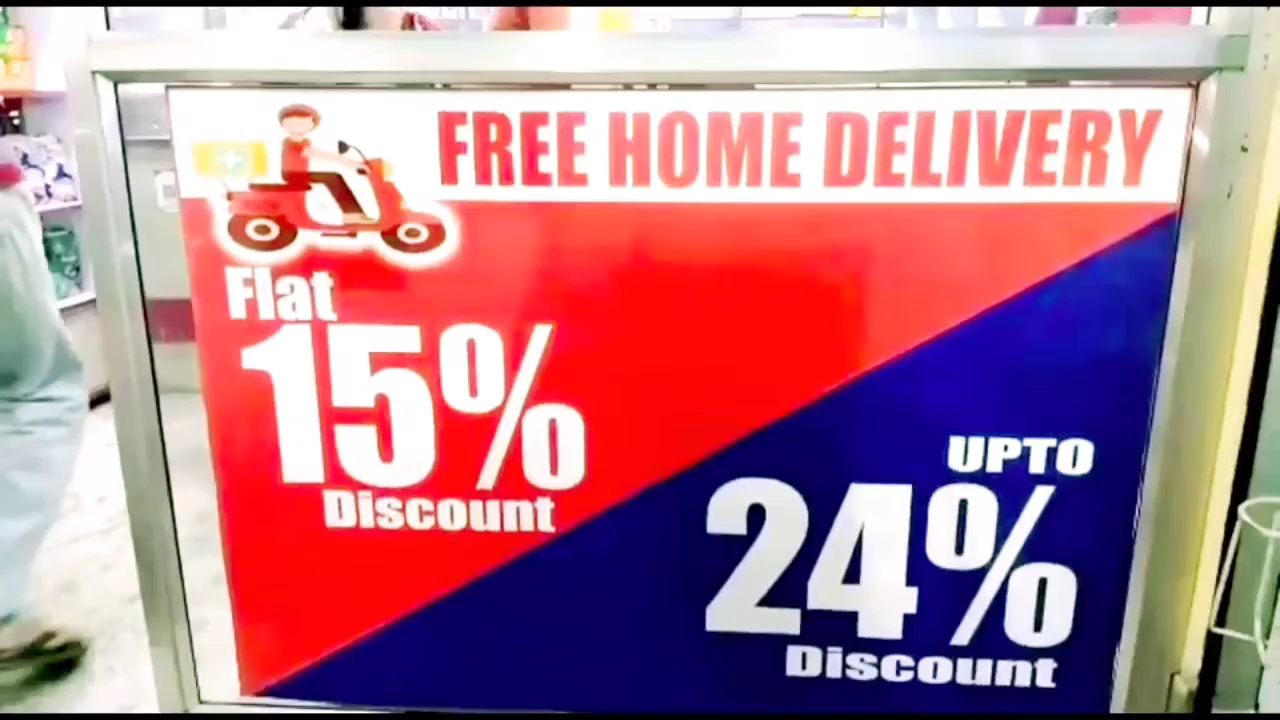 FREE HOME DELIVERY
Flat
15%
Discount
UPTO
24%
Discount